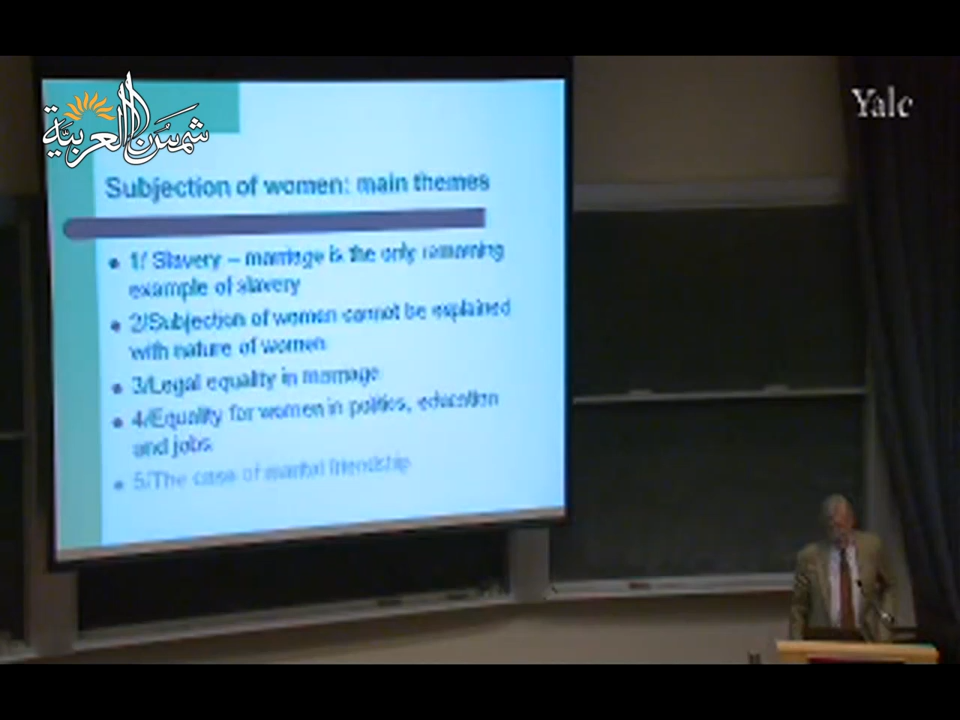 شمس العربية
Yale
Subjection of women: main themes
1/ Slavery – marriage is the only remaining
example of slavery
2/Subjection of women cannot be explained
with nature of women
3/Legal equality in marriage
4/Equality for women in politics, education
and jobs
5/The case of marital friendship